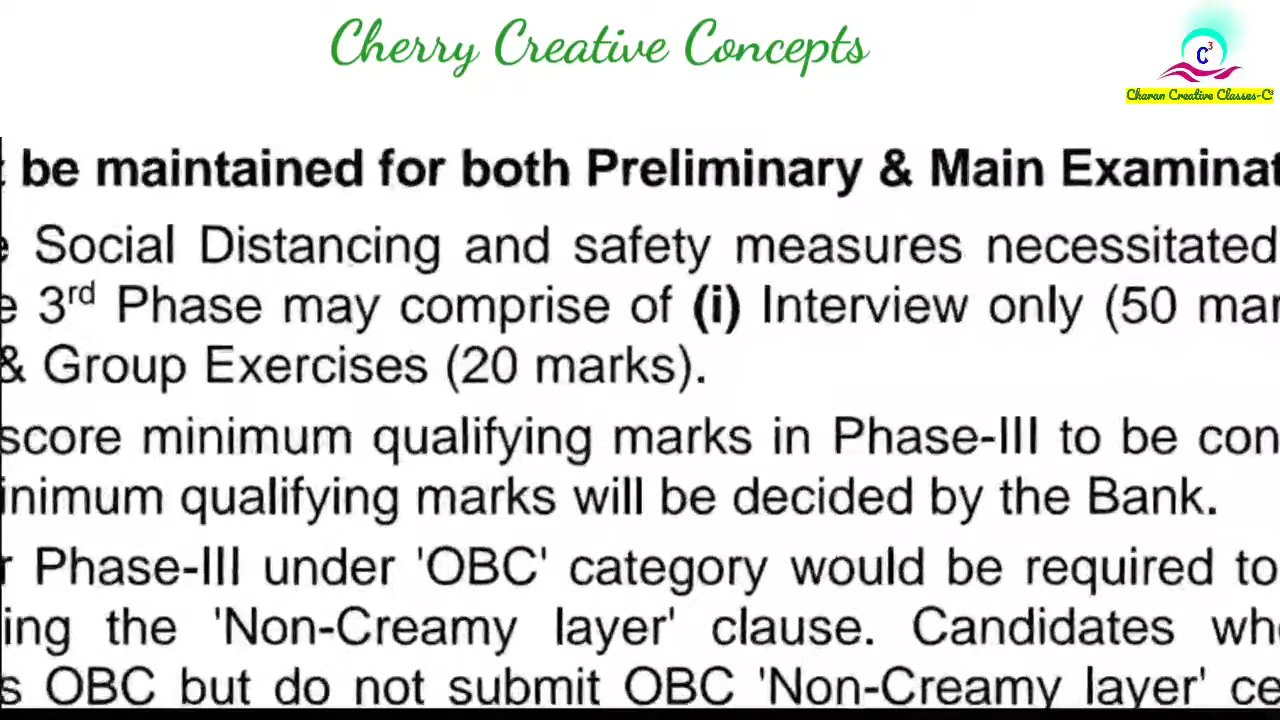 Cherry Creative Concepts
C3
Charan Creative Classes-C3
be maintained for both Preliminary & Main Examinat
Social Distancing and safety measures necessitated
3rd Phase may comprise of (i) Interview only (50 mar
& Group Exercises (20 marks).
score minimum qualifying marks in Phase-III to be con
inimum qualifying marks will be decided by the Bank.
r Phase-III under 'OBC' category would be required to
ing the 'Non-Creamy layer' clause. Candidates wh
s OBC but do not submit OBC 'Non-Creamy layer' ce